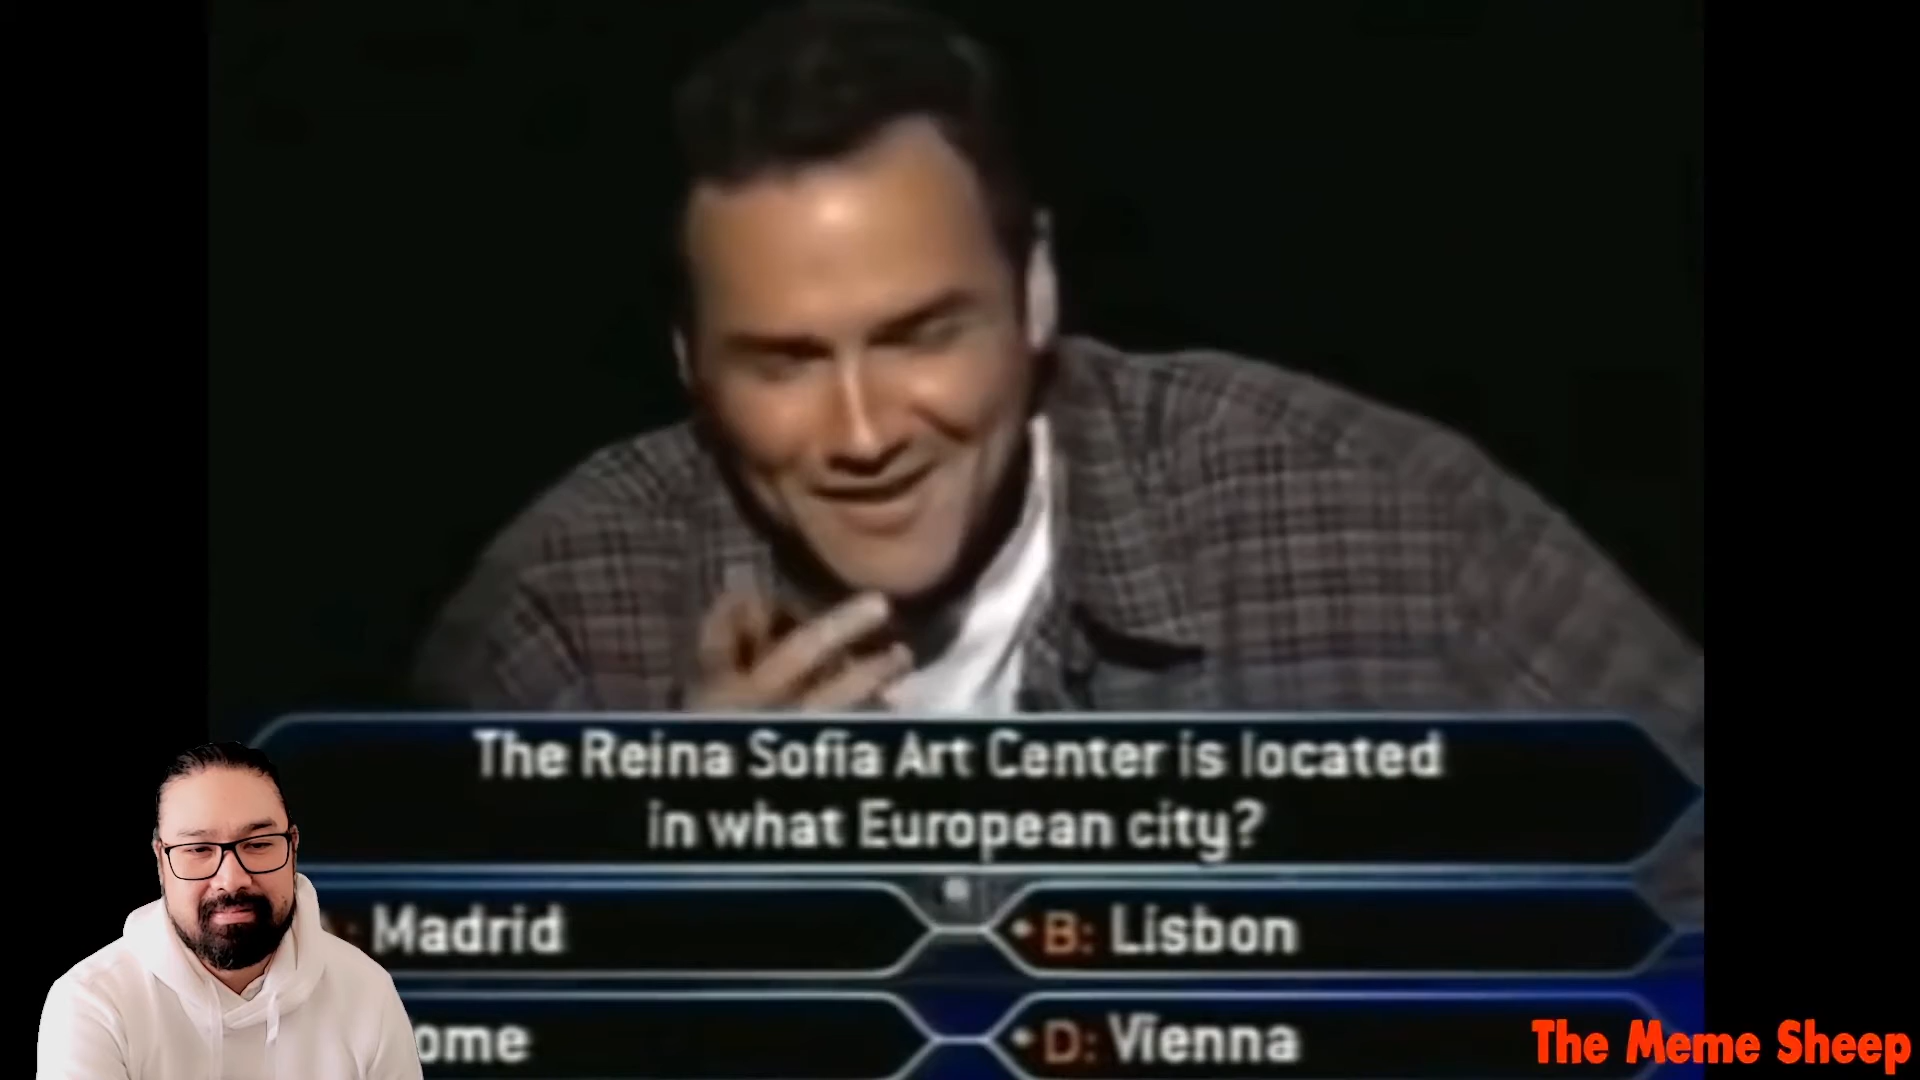 The Reina Sofia Art Center is located
in what European city?
Madrid
B: Lisbon
ome
D: Vienna
The Meme Sheep